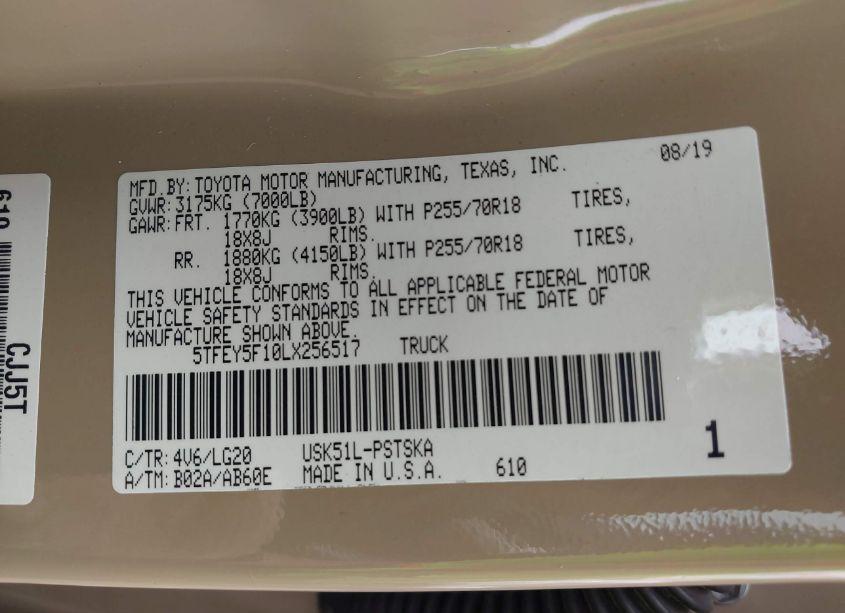 MFD.BY:TOYOTA MOTOR MANUFACTURING, TEXAS, INC. 08/19
GVWR:3175KG (7000LB)
GAWR:FRT. 1770KG (3900LB) WITH P255/70R18 TIRES,
18X8J RIMS.
RR. 1880KG (4150LB) WITH P255/70R18 TIRES,
18X8J RIMS.
THIS VEHICLE CONFORMS TO ALL APPLICABLE FEDERAL MOTOR
VEHICLE SAFETY STANDARDS IN EFFECT ON THE DATE OF
MANUFACTURE SHOWN ABOVE.
5TFEY5F10LX256517 TRUCK
C/TR:4V6/LG20 USK51L-PSTSKA
A/TM:B02A/AB60E MADE IN U.S.A. 610
1
610
CJJ5T